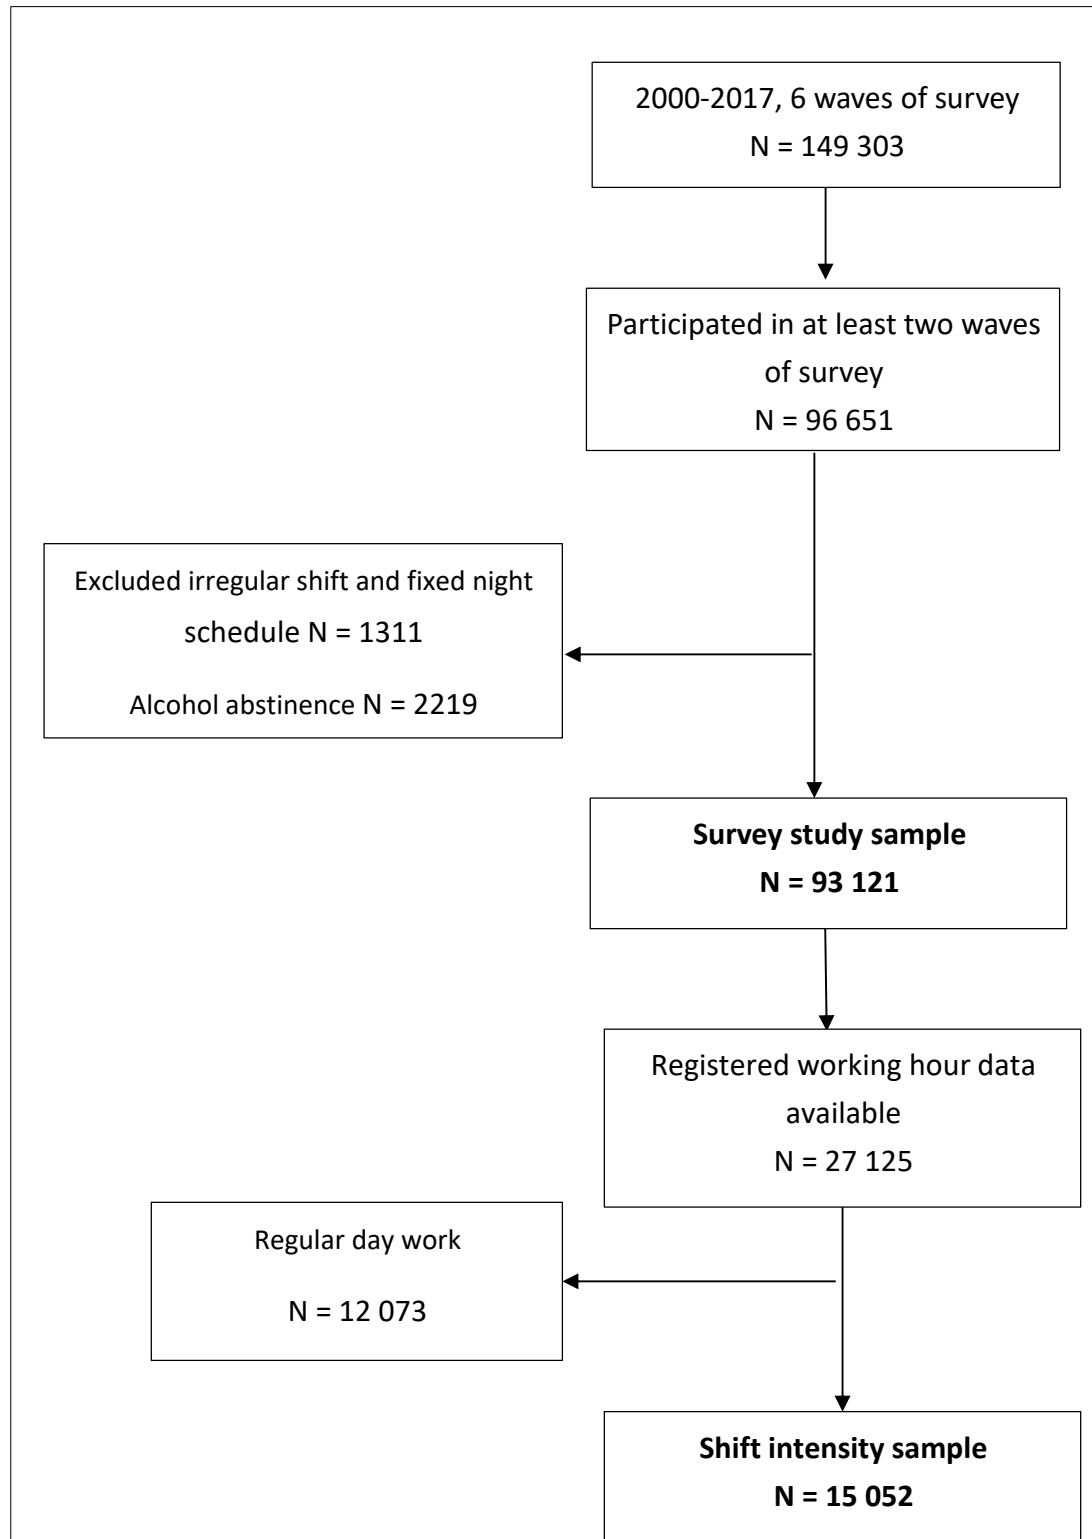 2000-2017, 6 waves of survey
N = 149 303
Participated in at least two waves
of survey
N = 96 651
Excluded irregular shift and fixed night
schedule N = 1311
Alcohol abstinence N = 2219
Survey study sample
N = 93 121
Registered working hour data
available
N = 27 125
Regular day work
N = 12 073
Shift intensity sample
N = 15 052